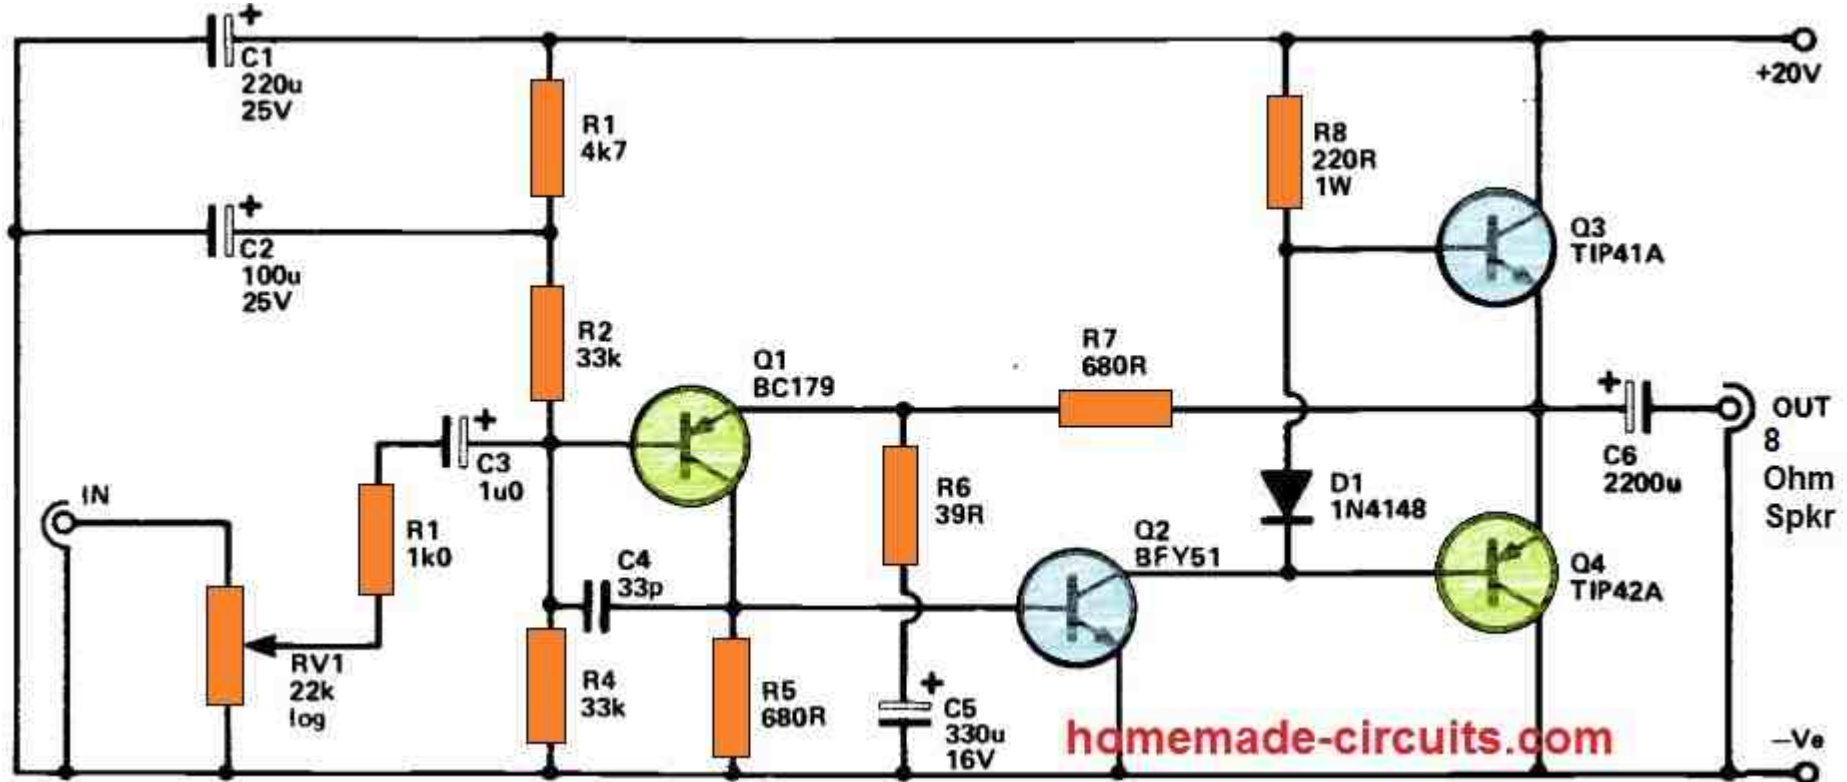 C1
220u
25V
+
+20V
R1
4k7
R8
220R
1W
+
C2
100u
25V
Q3
TIP41A
R2
33k
Q1
BC179
R7
680R
+
C6
2200u
OUT
8
Ohm
Spkr
+
C3
1u0
IN
R1
1k0
R6
39R
D1
1N4148
Q2
BFY51
C4
33p
Q4
TIP42A
RV1
22k
log
R4
33k
R5
680R
+
C5
330u
16V
homemade-circuits.com
–Ve